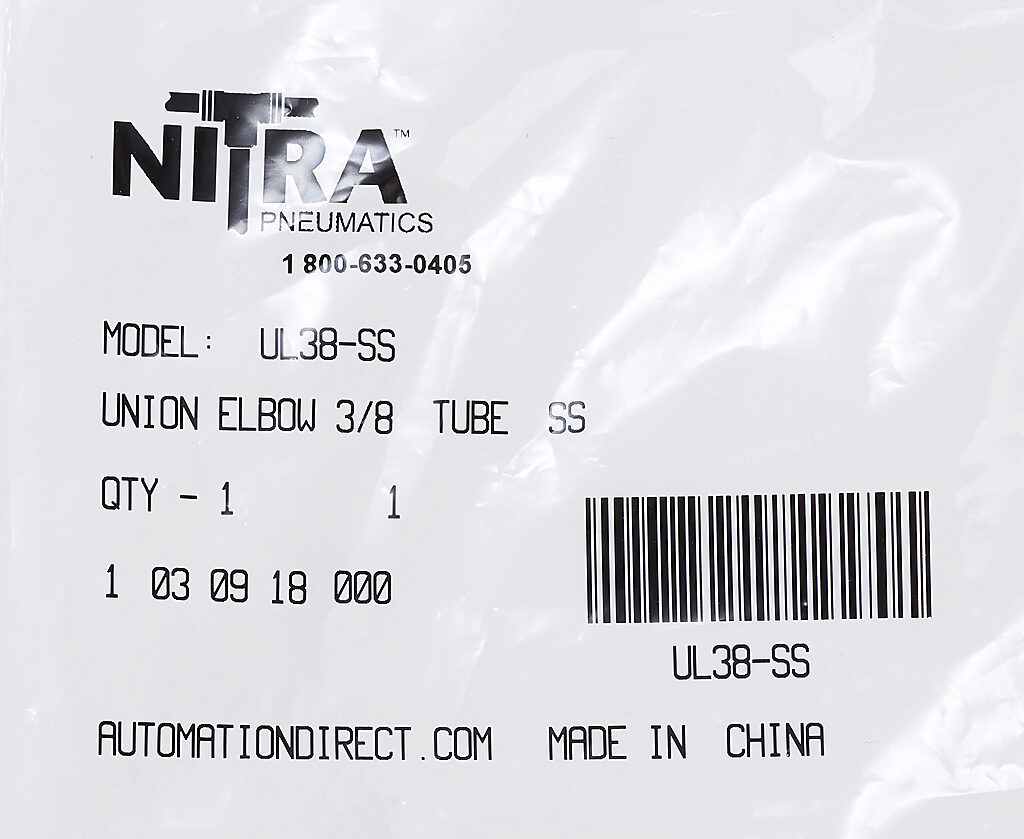 NITRA™
PNEUMATICS
1 800-633-0405
MODEL: UL38-SS
UNION ELBOW 3/8 TUBE SS
QTY - 1 1
1 03 09 18 000
UL38-SS
AUTOMATIONDIRECT.COM MADE IN CHINA